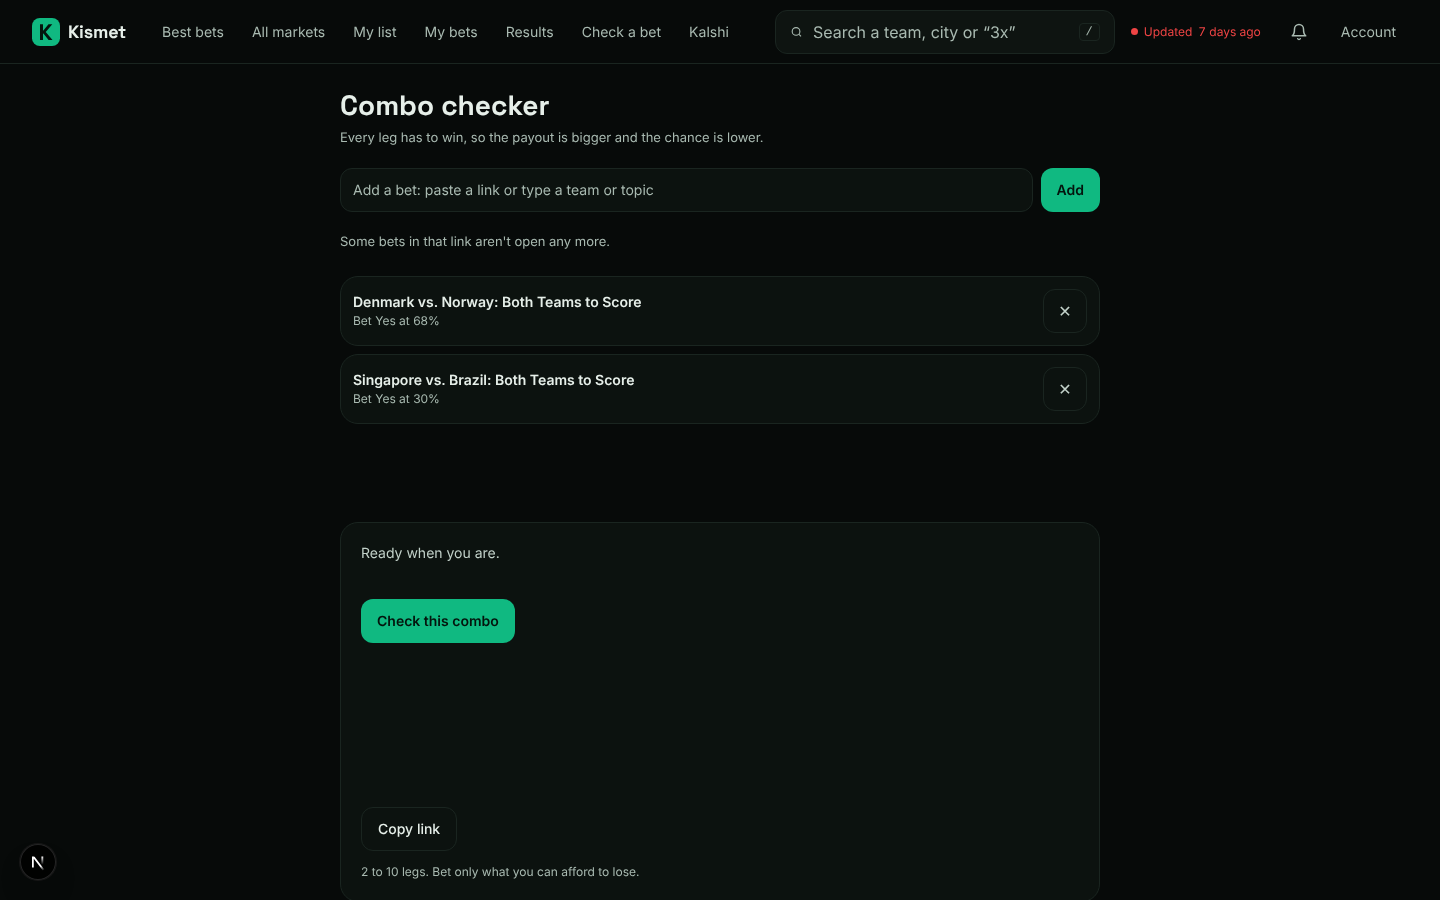 K Kismet
Best bets
All markets
My list
My bets
Results
Check a bet
Kalshi
Search a team, city or “3x”
/
Updated 7 days ago
Account
Combo checker
Every leg has to win, so the payout is bigger and the chance is lower.
Add a bet: paste a link or type a team or topic
Add
Some bets in that link aren't open any more.
Denmark vs. Norway: Both Teams to Score
Bet Yes at 68%
Singapore vs. Brazil: Both Teams to Score
Bet Yes at 30%
Ready when you are.
Check this combo
Copy link
2 to 10 legs. Bet only what you can afford to lose.
N